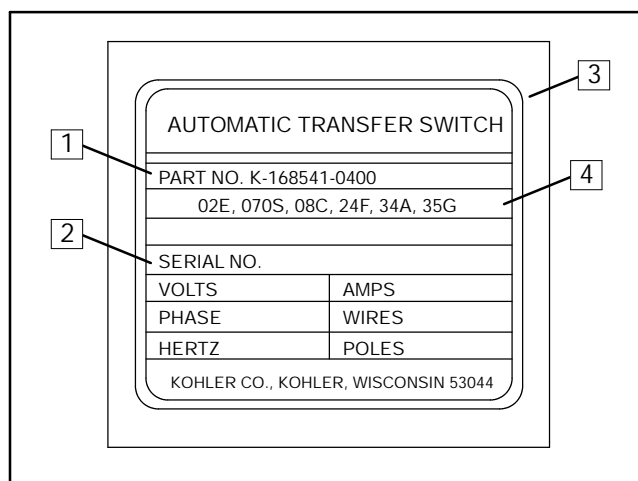 AUTOMATIC TRANSFER SWITCH
3
1
PART NO. K-168541-0400
4
02E, 070S, 08C, 24F, 34A, 35G
2
SERIAL NO.
VOLTS AMPS
PHASE WIRES
HERTZ POLES
KOHLER CO., KOHLER, WISCONSIN 53044